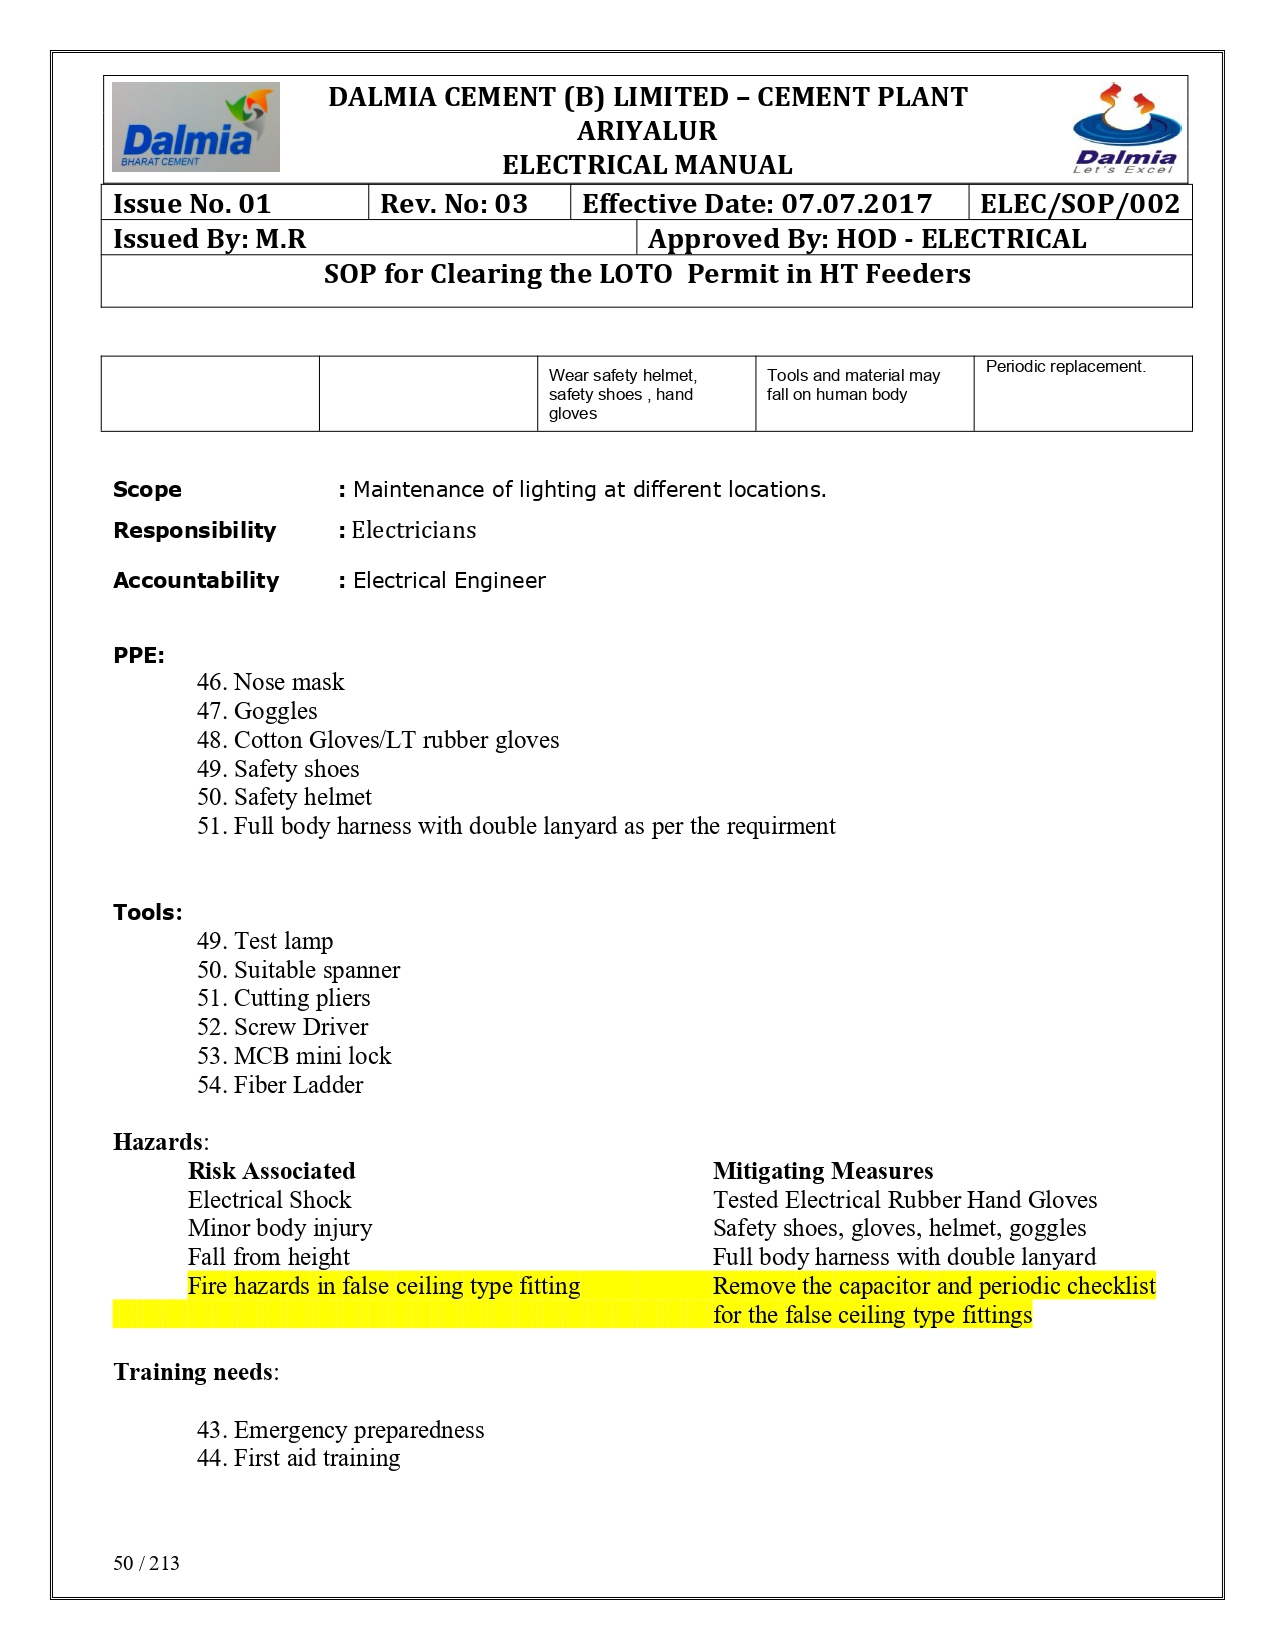 Dalmia
BHARAT CEMENT
DALMIA CEMENT (B) LIMITED – CEMENT PLANT
ARIYALUR
ELECTRICAL MANUAL
Dalmia
Let's Excel
Issue No. 01 Rev. No: 03 Effective Date: 07.07.2017 ELEC/SOP/002
Issued By: M.R Approved By: HOD - ELECTRICAL
SOP for Clearing the LOTO  Permit in HT Feeders
Wear safety helmet,
safety shoes , hand
gloves
Tools and material may
fall on human body
Periodic replacement.
Scope : Maintenance of lighting at different locations.
Responsibility : Electricians
Accountability : Electrical Engineer
PPE:
46. Nose mask
47. Goggles
48. Cotton Gloves/LT rubber gloves
49. Safety shoes
50. Safety helmet
51. Full body harness with double lanyard as per the requirment
Tools:
49. Test lamp
50. Suitable spanner
51. Cutting pliers
52. Screw Driver
53. MCB mini lock
54. Fiber Ladder
Hazards:
Risk Associated Mitigating Measures
Electrical Shock Tested Electrical Rubber Hand Gloves
Minor body injury Safety shoes, gloves, helmet, goggles
Fall from height Full body harness with double lanyard
Fire hazards in false ceiling type fitting Remove the capacitor and periodic checklist
for the false ceiling type fittings
Training needs:
43. Emergency preparedness
44. First aid training
50 / 213